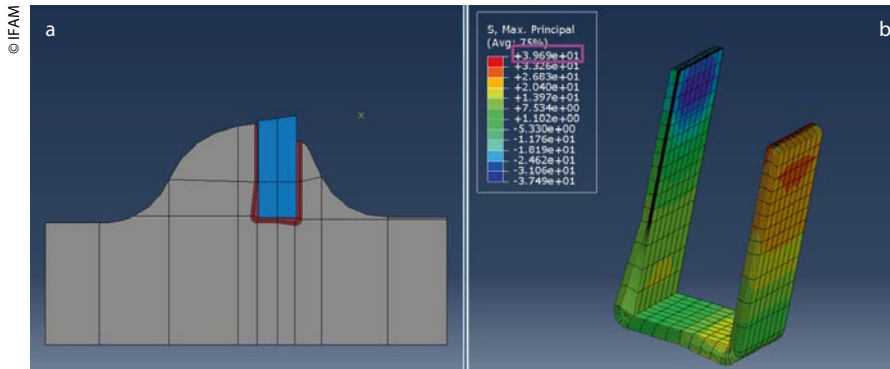 © IFAM
a
x
b
S, Max. Principal
(Avg: 75%)
+3.969e+01
+3.326e+01
+2.683e+01
+2.040e+01
+1.397e+01
+7.534e+00
+1.102e+00
-5.330e+00
-1.176e+01
-1.819e+01
-2.462e+01
-3.106e+01
-3.749e+01